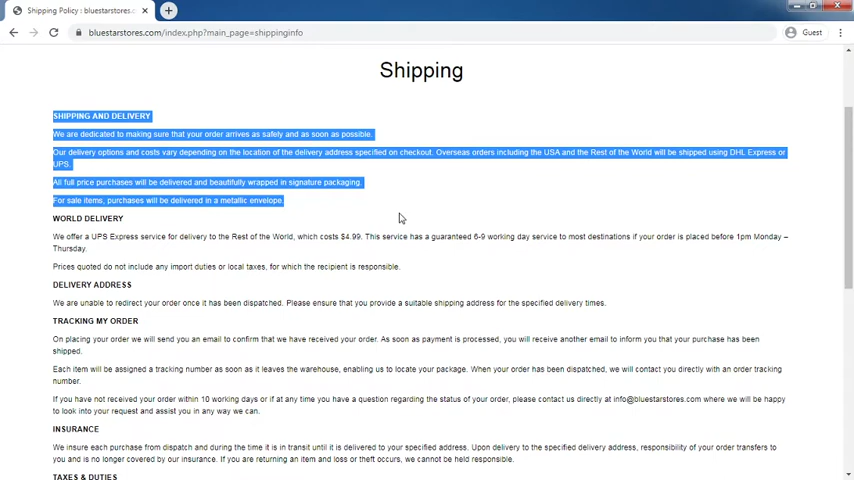 Shipping Policy : bluestarstores.c
bluestarstores.com/index.php?main_page=shippinginfo
Guest
Shipping
SHIPPING AND DELIVERY
We are dedicated to making sure that your order arrives as safely and as soon as possible.
Our delivery options and costs vary depending on the location of the delivery address specified on checkout. Overseas orders including the USA and the Rest of the World will be shipped using DHL Express or
UPS.
All full price purchases will be delivered and beautifully wrapped in signature packaging.
For sale items, purchases will be delivered in a metallic envelope.
WORLD DELIVERY
We offer a UPS Express service for delivery to the Rest of the World, which costs $4.99. This service has a guaranteed 6-9 working day service to most destinations if your order is placed before 1pm Monday –
Thursday.
Prices quoted do not include any import duties or local taxes, for which the recipient is responsible.
DELIVERY ADDRESS
We are unable to redirect your order once it has been dispatched. Please ensure that you provide a suitable shipping address for the specified delivery times.
TRACKING MY ORDER
On placing your order we will send you an email to confirm that we have received your order. As soon as payment is processed, you will receive another email to inform you that your purchase has been
shipped.
Each item will be assigned a tracking number as soon as it leaves the warehouse, enabling us to locate your package. When your order has been dispatched, we will contact you directly with an order tracking
number.
If you have not received your order within 10 working days or if at any time you have a question regarding the status of your order, please contact us directly at info@bluestarstores.com where we will be happy
to look into your request and assist you in any way we can.
INSURANCE
We insure each purchase from dispatch and during the time it is in transit until it is delivered to your specified address. Upon delivery to the specified delivery address, responsibility of your order transfers to
you and is no longer covered by our insurance. If you are returning an item and loss or theft occurs, we cannot be held responsible.
TAXES & DUTIES